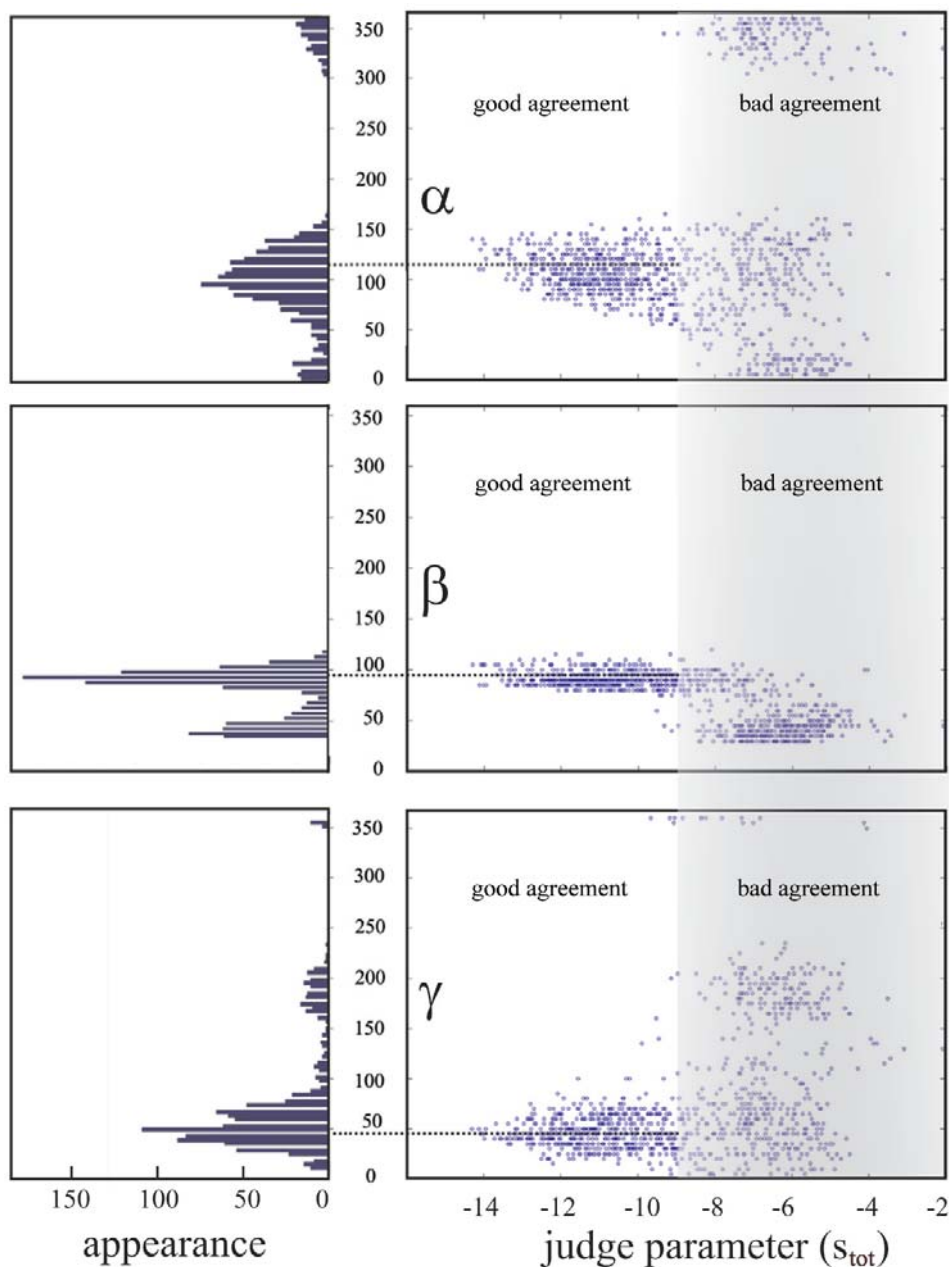 350
300
250
200
150
100
50
0
good agreement bad agreement
α
350
300
250
200
150
100
50
0
good agreement bad agreement
β
350
300
250
200
150
100
50
0
good agreement bad agreement
γ
150 100 50 0
-14 -12 -10 -8 -6 -4 -2
appearance
judge parameter (stot)